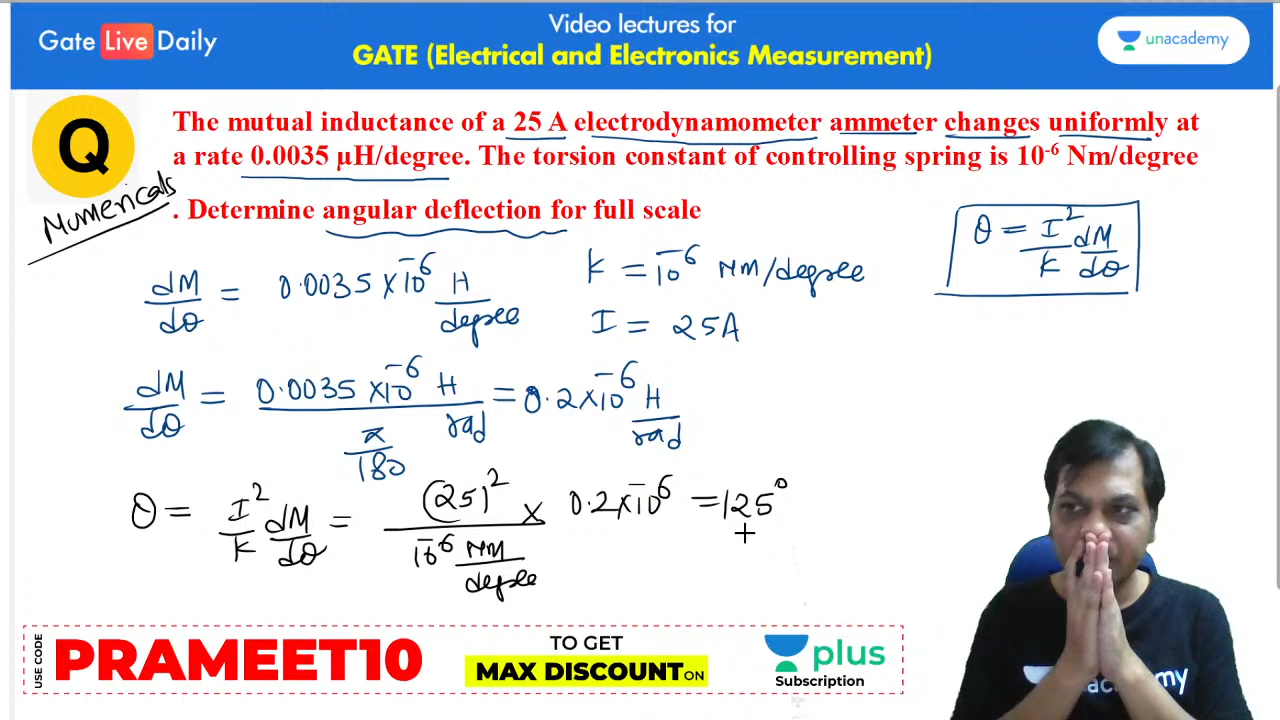 Gate Live Daily
Video lectures for
GATE (Electrical and Electronics Measurement)
unacademy
Q
Numericals
The mutual inductance of a 25 A electrodynamometer ammeter changes uniformly at
a rate 0.0035 μH/degree. The torsion constant of controlling spring is 10⁻⁶ Nm/degree
. Determine angular deflection for full scale
θ = I²/K dM/dθ
dM/dθ = 0.0035 × 10⁻⁶ H/degree
K = 10⁻⁶ NM/degree
I = 25A
dM/dθ = 0.0035 × 10⁻⁶ H / π/180 rad = 0.2 × 10⁻⁶ H/rad
θ = I²/K dM/dθ = (25)² / 10⁻⁶ NM/degree × 0.2 × 10⁻⁶ = 125°
USE CODE
PRAMEET10
TO GET
MAX DISCOUNT ON
plus
Subscription